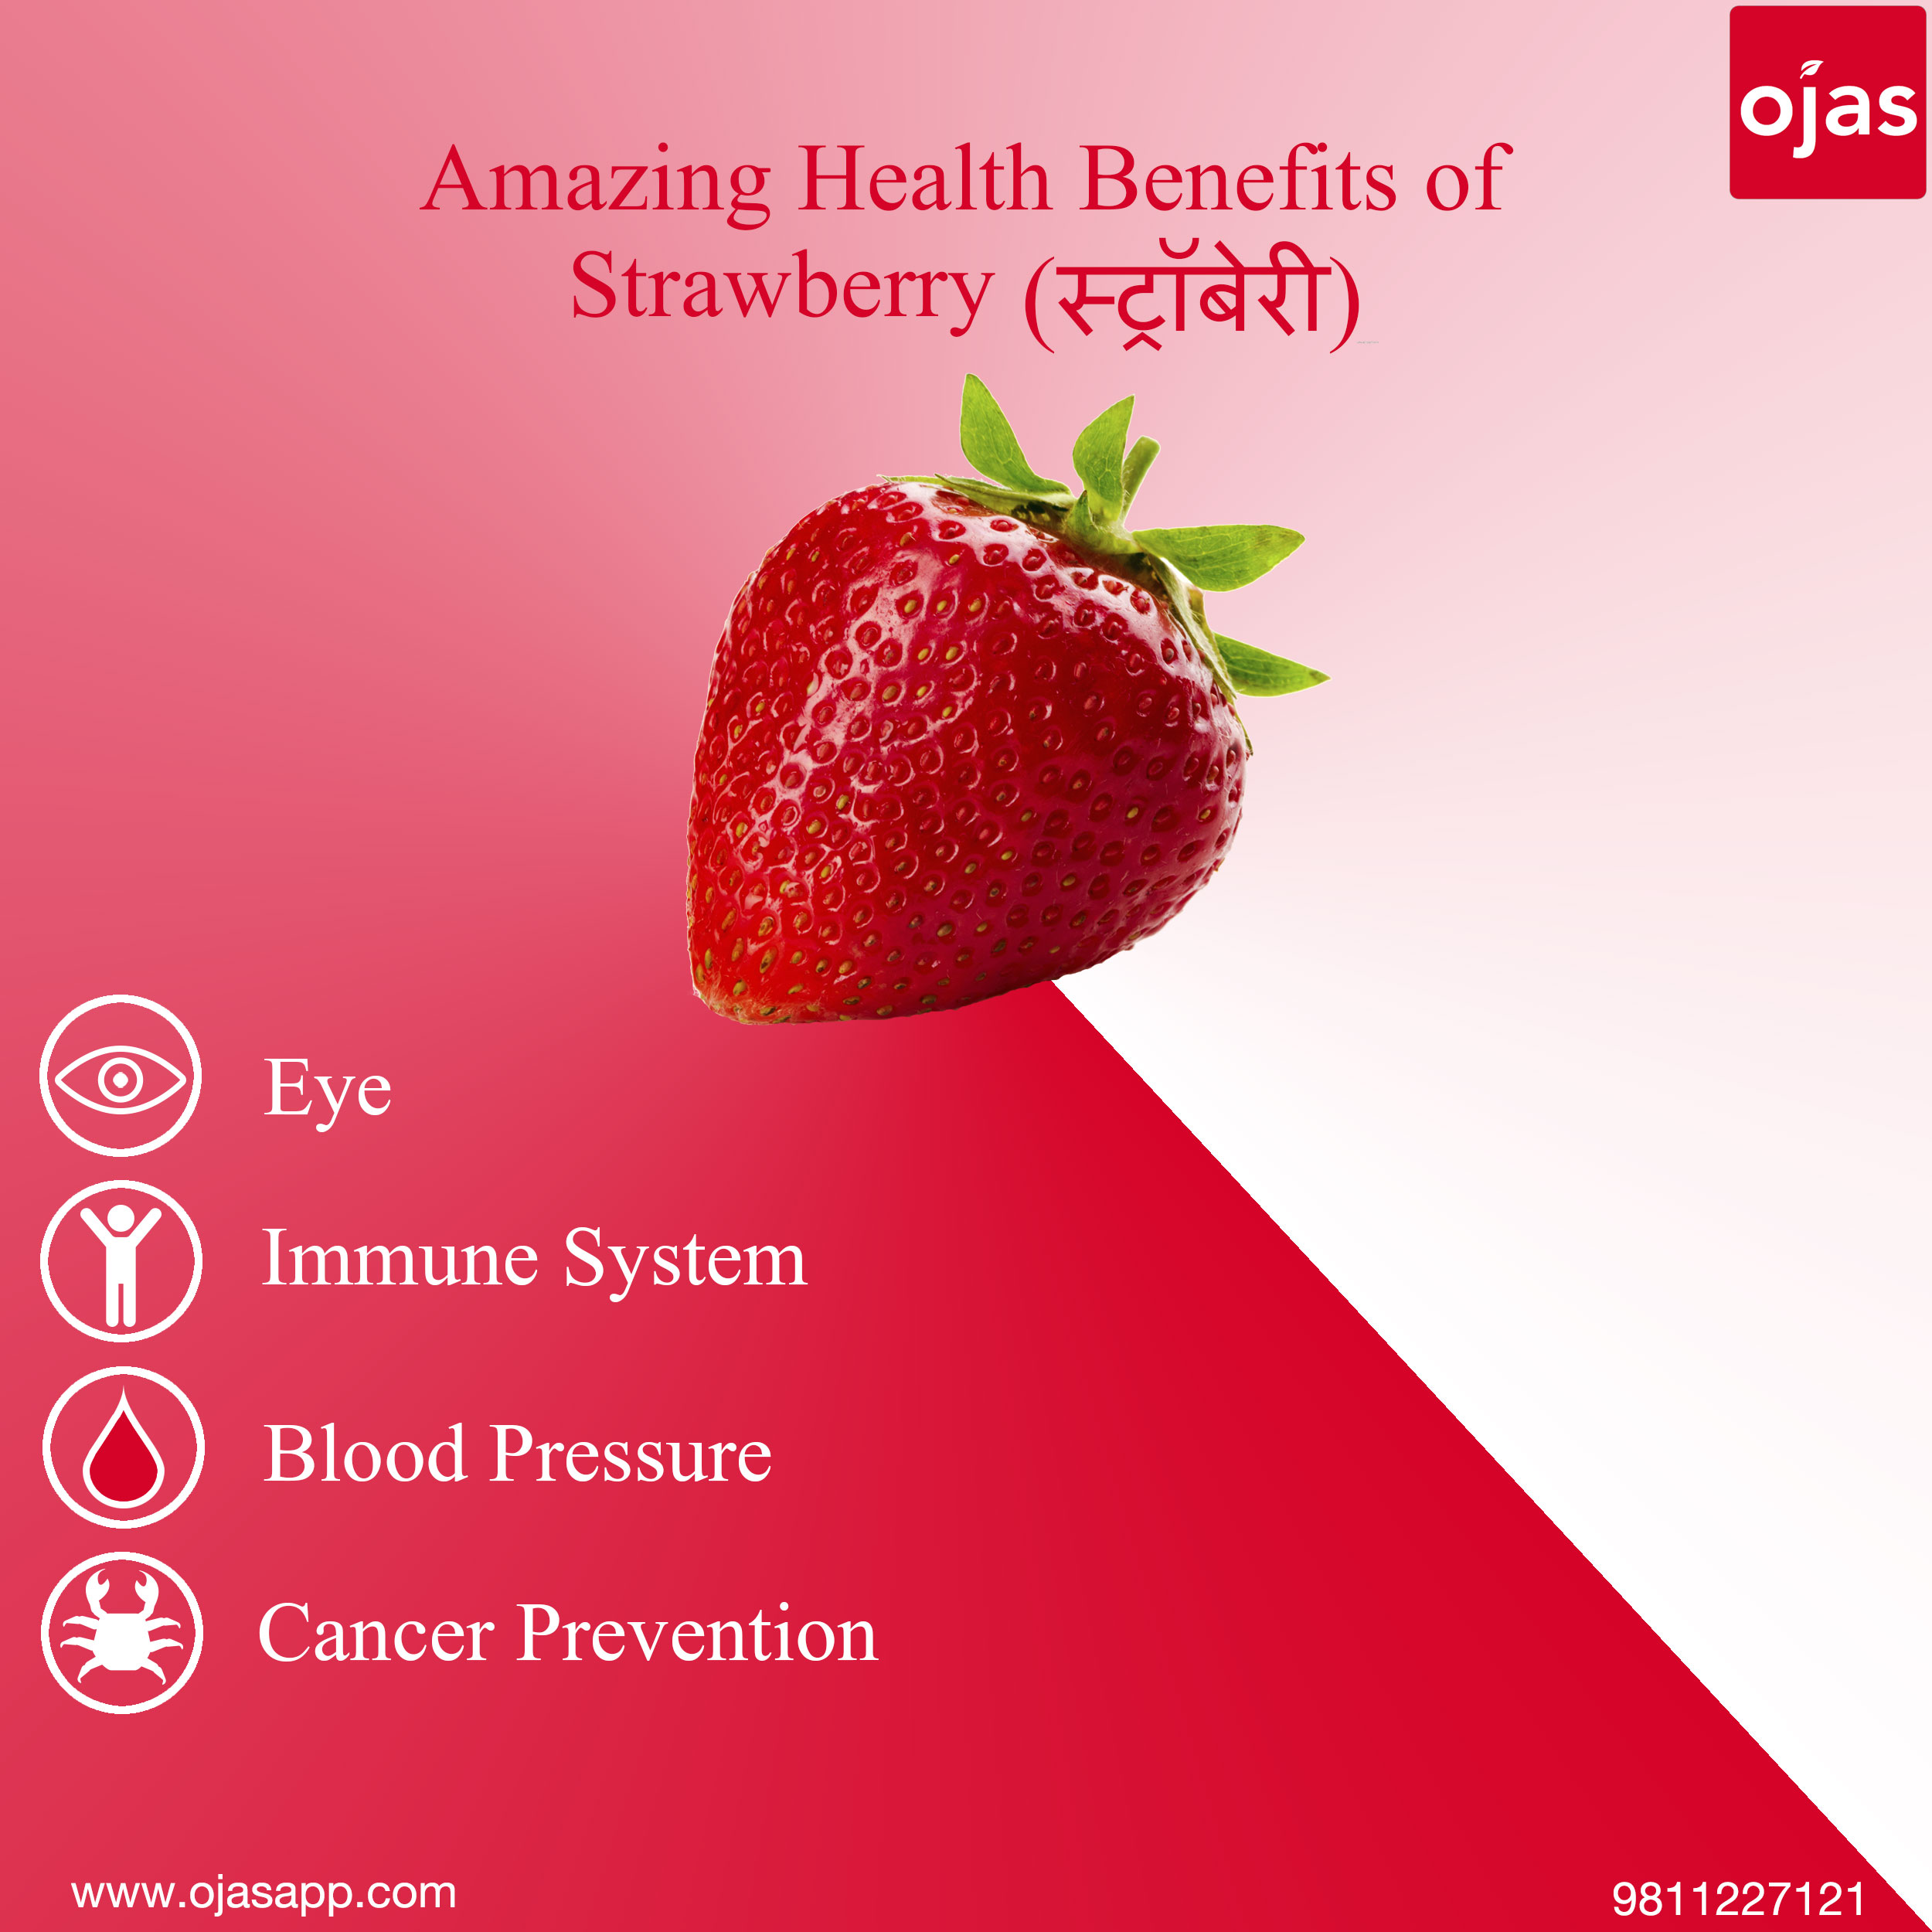 ojas
Amazing Health Benefits of
Strawberry (स्ट्रॉबेरी)
Eye
Immune System
Blood Pressure
Cancer Prevention
www.ojasapp.com
9811227121